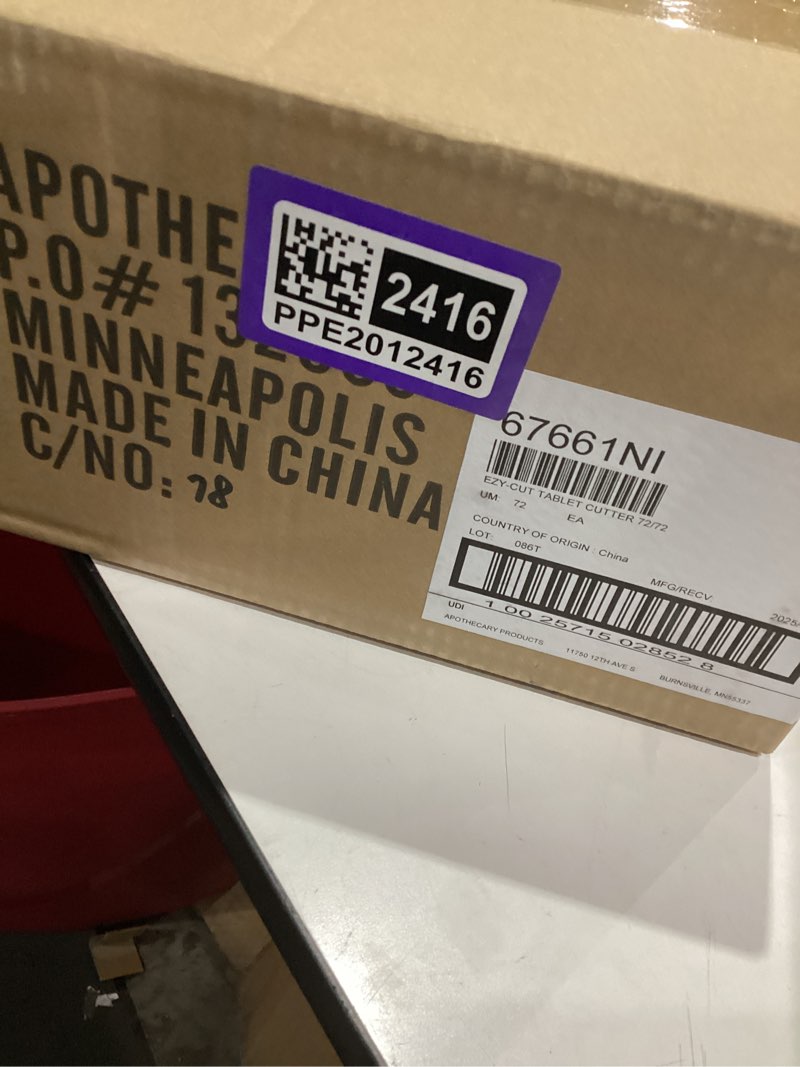 APOTHE
P.O# 13
MINNEAPOLIS
MADE IN CHINA
C/NO: 78
2416
PPE2012416
67661NI
EZY-CUT TABLET CUTTER 72/72
UM: 72 EA
COUNTRY OF ORIGIN : China
LOT: 086T
MFG/RECV
2025/
UDI 1 00 25715 02852 8
APOTHECARY PRODUCTS 11750 12TH AVE S BURNSVILLE, MN55337